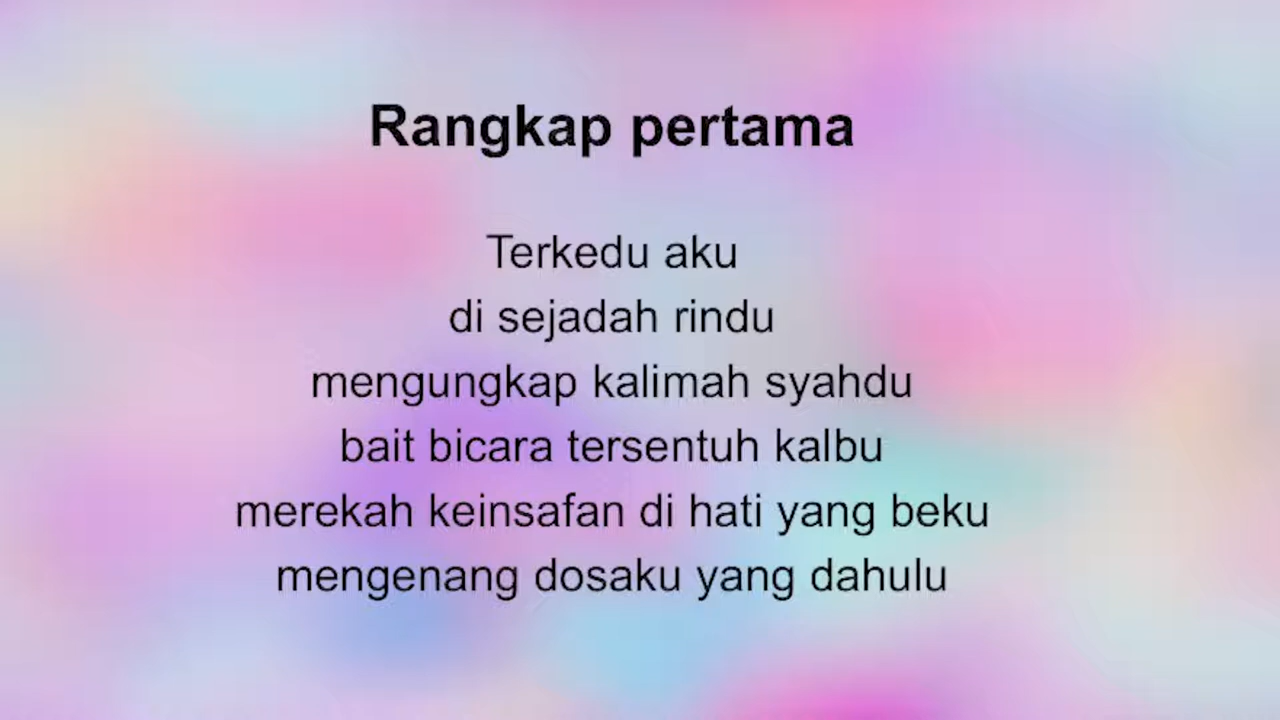 Rangkap pertama
Terkedu aku
di sejadah rindu
mengungkap kalimah syahdu
bait bicara tersentuh kalbu
merekah keinsafan di hati yang beku
mengenang dosaku yang dahulu